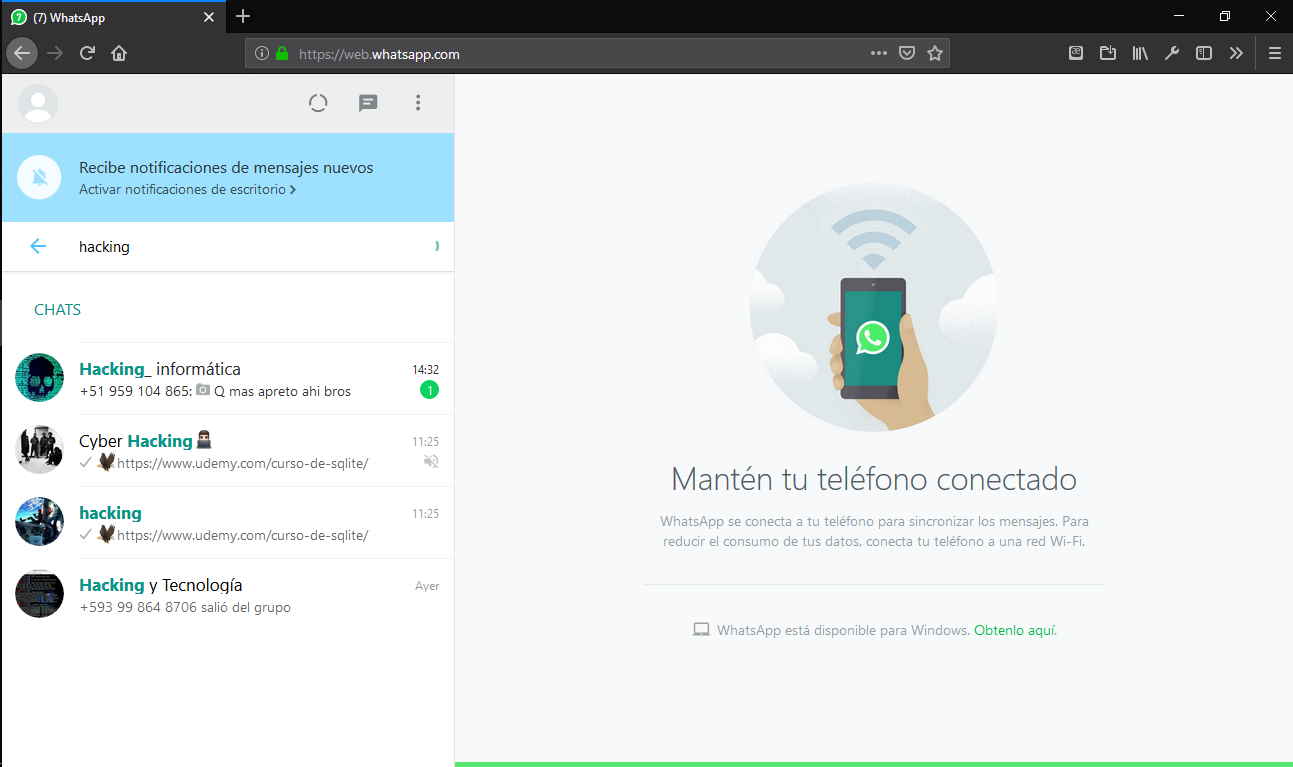 7 (7) WhatsApp
https://web.whatsapp.com
Recibe notificaciones de mensajes nuevos
Activar notificaciones de escritorio
hacking
CHATS
Hacking_ informática 14:32
+51 959 104 865: Q mas apreto ahi bros 1
Cyber Hacking 11:25
https://www.udemy.com/curso-de-sqlite/
hacking 11:25
https://www.udemy.com/curso-de-sqlite/
Hacking y Tecnología Ayer
+593 99 864 8706 salió del grupo
Mantén tu teléfono conectado
WhatsApp se conecta a tu teléfono para sincronizar los mensajes. Para
reducir el consumo de tus datos, conecta tu teléfono a una red Wi-Fi.
WhatsApp está disponible para Windows. Obtenlo aquí.